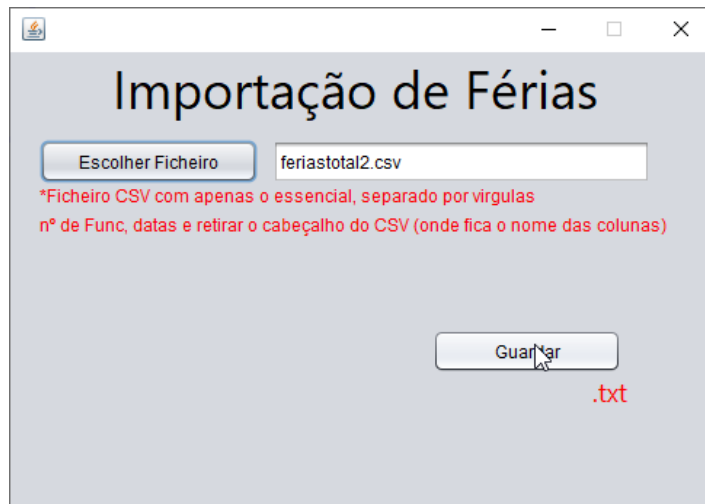 Importação de Férias
Escolher Ficheiro
feriastotal2.csv
*Ficheiro CSV com apenas o essencial, separado por virgulas
nº de Func, datas e retirar o cabeçalho do CSV (onde fica o nome das colunas)
Guardar
.txt